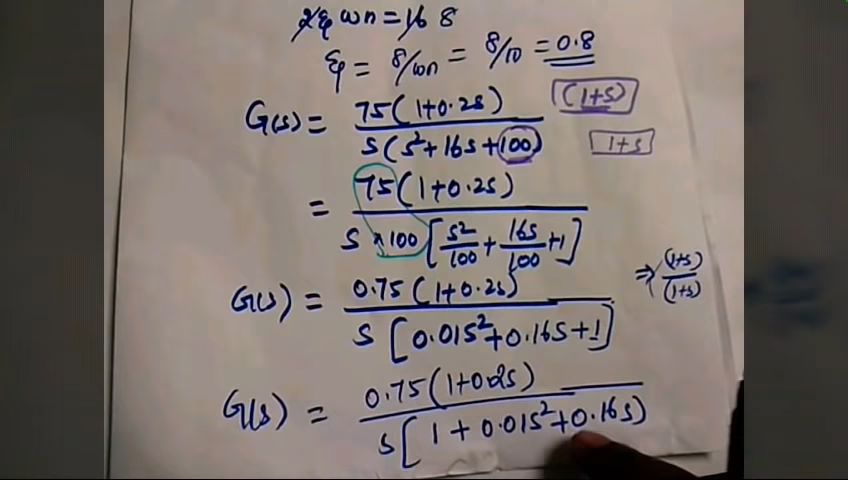 2ξ ωn = 16 8
ξ = 8/ωn = 8/10 = 0.8
G(s) = 75(1+0.2s) / s(s²+16s+100)
(1+s)
1+s
= 75(1+0.2s) / s×100 [s²/100 + 16s/100 + 1]
G(s) = 0.75(1+0.2s) / s[0.01s²+0.16s+1]
⇒ (1+s)/(1+s)
G(s) = 0.75(1+0.2s) / s[1+0.01s²+0.16s)